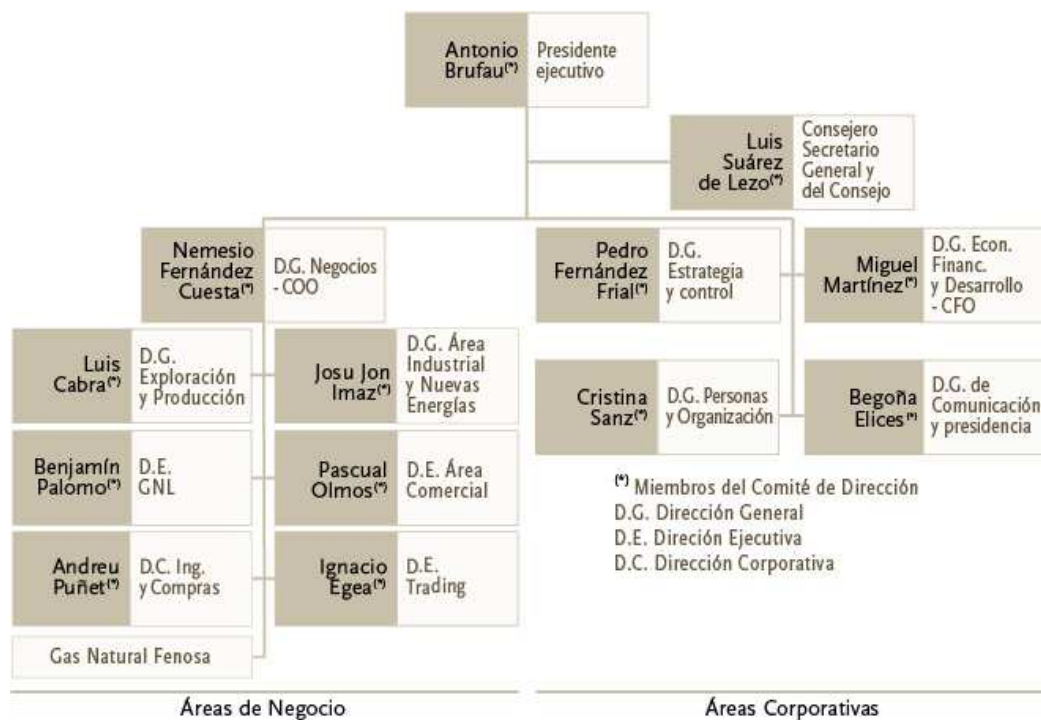 Antonio
Brufau(*)
Presidente
ejecutivo
Luis
Suárez
de Lezo(*)
Consejero
Secretario
General y
del Consejo
Nemesio
Fernández
Cuesta(*)
D.G. Negocios
- COO
Pedro
Fernández
Frial(*)
D.G.
Estrategia
y control
Miguel
Martínez(*)
D.G. Econ.
Financ.
y Desarrollo
- CFO
Luis
Cabra(*)
D.G.
Exploración
y Producción
Josu Jon
Imaz(*)
D.G. Área
Industrial
y Nuevas
Energías
Cristina
Sanz(*)
D.G. Personas
y Organización
Begoña
Elices(*)
D.G. de
Comunicación
y presidencia
Benjamín
Palomo(*)
D.E.
GNL
Pascual
Olmos(*)
D.E. Área
Comercial
Andreu
Puñet(*)
D.C. Ing.
y Compras
Ignacio
Egea(*)
D.E.
Trading
Gas Natural Fenosa
(*) Miembros del Comité de Dirección
D.G. Dirección General
D.E. Direción Ejecutiva
D.C. Dirección Corporativa
Áreas de Negocio
Áreas Corporativas